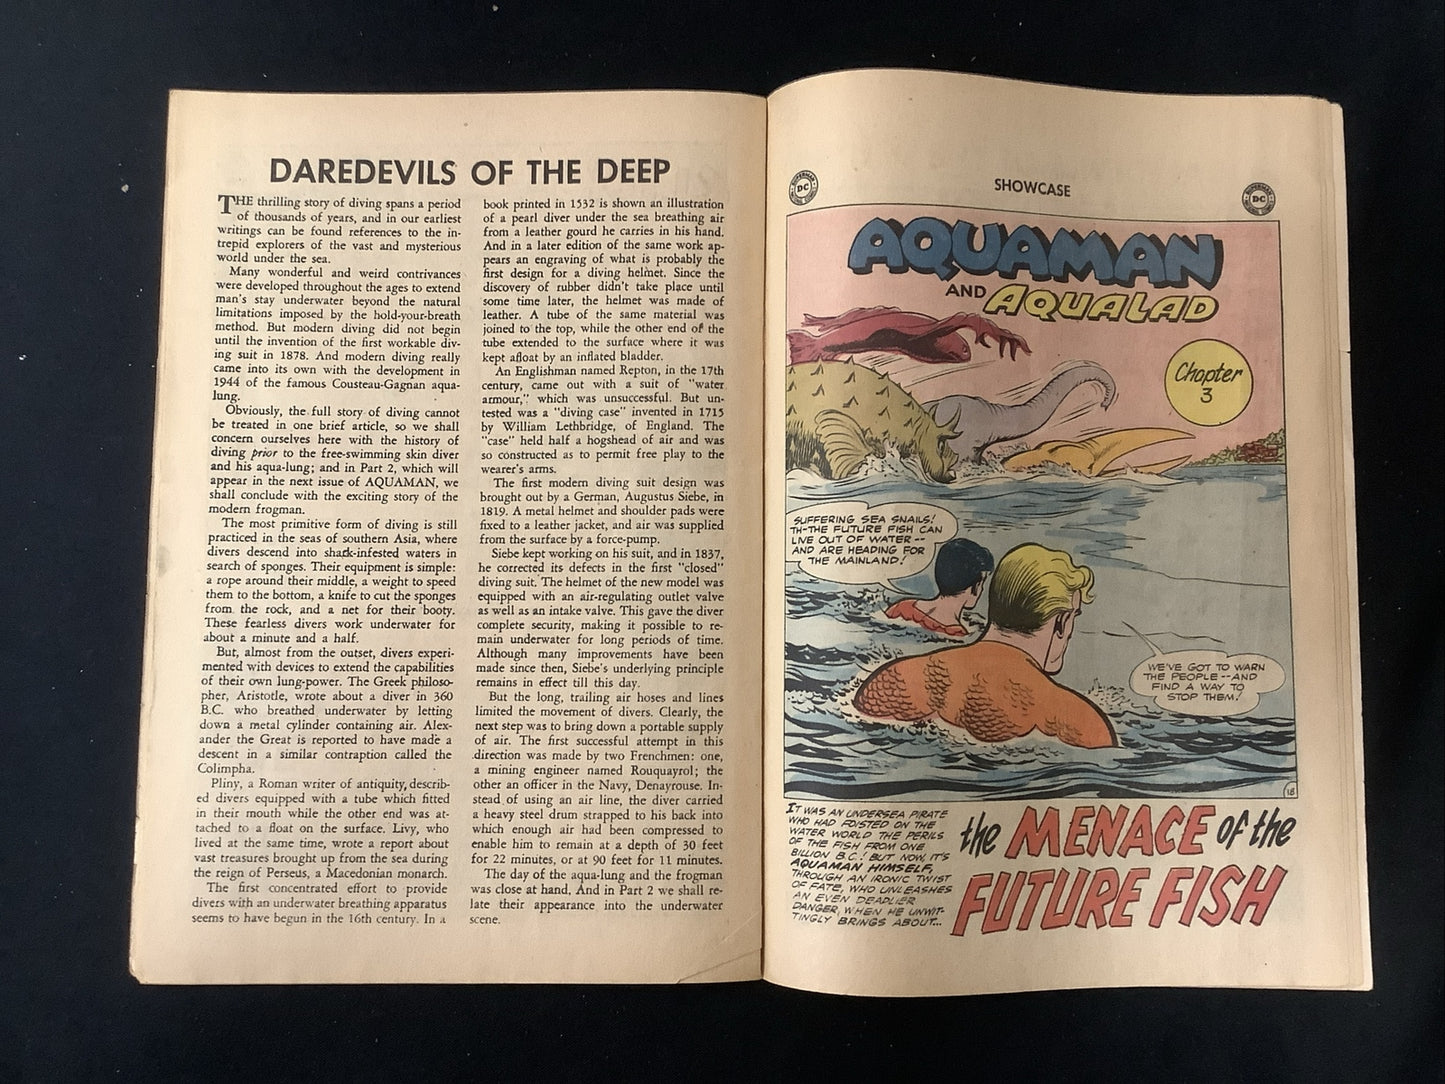 DAREDEVILS OF THE DEEP
THE thrilling story of diving spans a period
of thousands of years, and in our earliest
writings can be found references to the in-
trepid explorers of the vast and mysterious
world under the sea.
Many wonderful and weird contrivances
were developed throughout the ages to extend
man's stay underwater beyond the natural
limitations imposed by the hold-your-breath
method. But modern diving did not begin
until the invention of the first workable div-
ing suit in 1878. And modern diving really
came into its own with the development in
1944 of the famous Cousteau-Gagnan aqua-
lung.
Obviously, the full story of diving cannot
be treated in one brief article, so we shall
concern ourselves here with the history of
diving prior to the free-swimming skin diver
and his aqua-lung; and in Part 2, which will
appear in the next issue of AQUAMAN, we
shall conclude with the exciting story of the
modern frogman.
The most primitive form of diving is still
practiced in the seas of southern Asia, where
divers descend into shark-infested waters in
search of sponges. Their equipment is simple:
a rope around their middle, a weight to speed
them to the bottom, a knife to cut the sponges
from the rock, and a net for their booty.
These fearless divers work underwater for
about a minute and a half.
But, almost from the outset, divers experi-
mented with devices to extend the capabilities
of their own lung-power. The Greek philoso-
pher, Aristotle, wrote about a diver in 360
B.C. who breathed underwater by letting
down a metal cylinder containing air. Alex-
ander the Great is reported to have made a
descent in a similar contraption called the
Colimpha.
Pliny, a Roman writer of antiquity, describ-
ed divers equipped with a tube which fitted
in their mouth while the other end was at-
tached to a float on the surface. Livy, who
lived at the same time, wrote a report about
vast treasures brought up from the sea during
the reign of Perseus, a Macedonian monarch.
The first concentrated effort to provide
divers with an underwater breathing apparatus
seems to have begun in the 16th century. In a
book printed in 1532 is shown an illustration
of a pearl diver under the sea breathing air
from a leather gourd he carries in his hand.
And in a later edition of the same work ap-
pears an engraving of what is probably the
first design for a diving helmet. Since the
discovery of rubber didn't take place until
some time later, the helmet was made of
leather. A tube of the same material was
joined to the top, while the other end of the
tube extended to the surface where it was
kept afloat by an inflated bladder.
An Englishman named Repton, in the 17th
century, came out with a suit of "water
armour," which was unsuccessful. But un-
tested was a "diving case" invented in 1715
by William Lethbridge, of England. The
"case" held half a hogshead of air and was
so constructed as to permit free play to the
wearer's arms.
The first modern diving suit design was
brought out by a German, Augustus Siebe, in
1819. A metal helmet and shoulder pads were
fixed to a leather jacket, and air was supplied
from the surface by a force-pump.
Siebe kept working on his suit, and in 1837,
he corrected its defects in the first "closed"
diving suit. The helmet of the new model was
equipped with an air-regulating outlet valve
as well as an intake valve. This gave the diver
complete security, making it possible to re-
main underwater for long periods of time.
Although many improvements have been
made since then, Siebe's underlying principle
remains in effect till this day.
But the long, trailing air hoses and lines
limited the movement of divers. Clearly, the
next step was to bring down a portable supply
of air. The first successful attempt in this
direction was made by two Frenchmen: one,
a mining engineer named Rouquayrol; the
other an officer in the Navy, Denayrouse. In-
stead of using an air line, the diver carried
a heavy steel drum strapped to his back into
which enough air had been compressed to
enable him to remain at a depth of 30 feet
for 22 minutes, or at 90 feet for 11 minutes.
The day of the aqua-lung and the frogman
was close at hand. And in Part 2 we shall re-
late their appearance into the underwater
scene.
SHOWCASE
DC
DC
AQUAMAN
AND AQUALAD
Chapter
3
SUFFERING SEA SNAILS!
TH-THE FUTURE FISH CAN
LIVE OUT OF WATER--
AND ARE HEADING FOR
THE MAINLAND!
WE'VE GOT TO WARN
THE PEOPLE--AND
FIND A WAY TO
STOP THEM!
18
IT WAS AN UNDERSEA PIRATE
WHO HAD FOISTED ON THE
WATER WORLD THE PERILS
OF THE FISH FROM ONE
BILLION B.C.! BUT NOW, IT'S
AQUAMAN HIMSELF,
THROUGH AN IRONIC TWIST
OF FATE, WHO UNLEASHES
AN EVEN DEADLIER
DANGER, WHEN HE UNWIT-
TINGLY BRINGS ABOUT...
the MENACE of the
FUTURE FISH